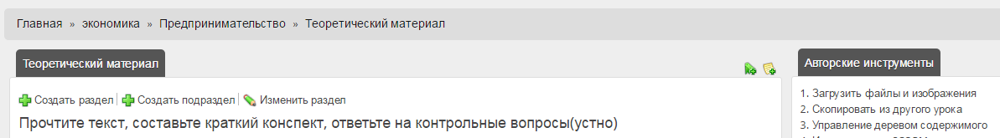 Главная » экономика » Предпринимательство » Теоретический материал
Теоретический материал
Создать раздел Создать подраздел Изменить раздел
Прочтите текст, составьте краткий конспект, ответьте на контрольные вопросы(устно)
Авторские инструменты
1. Загрузить файлы и изображения
2. Скопировать из другого урока
3. Управление деревом содержимого